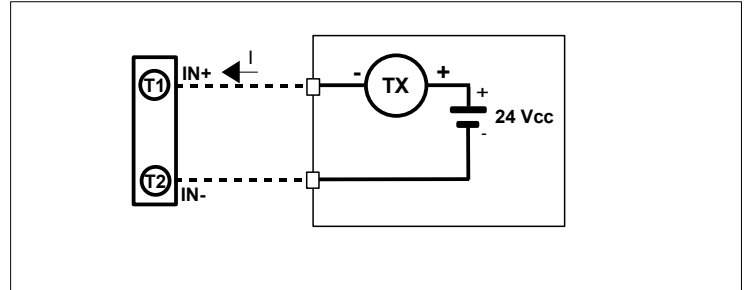 I
T1 IN+ - TX + +
24 Vcc
-
T2
IN-